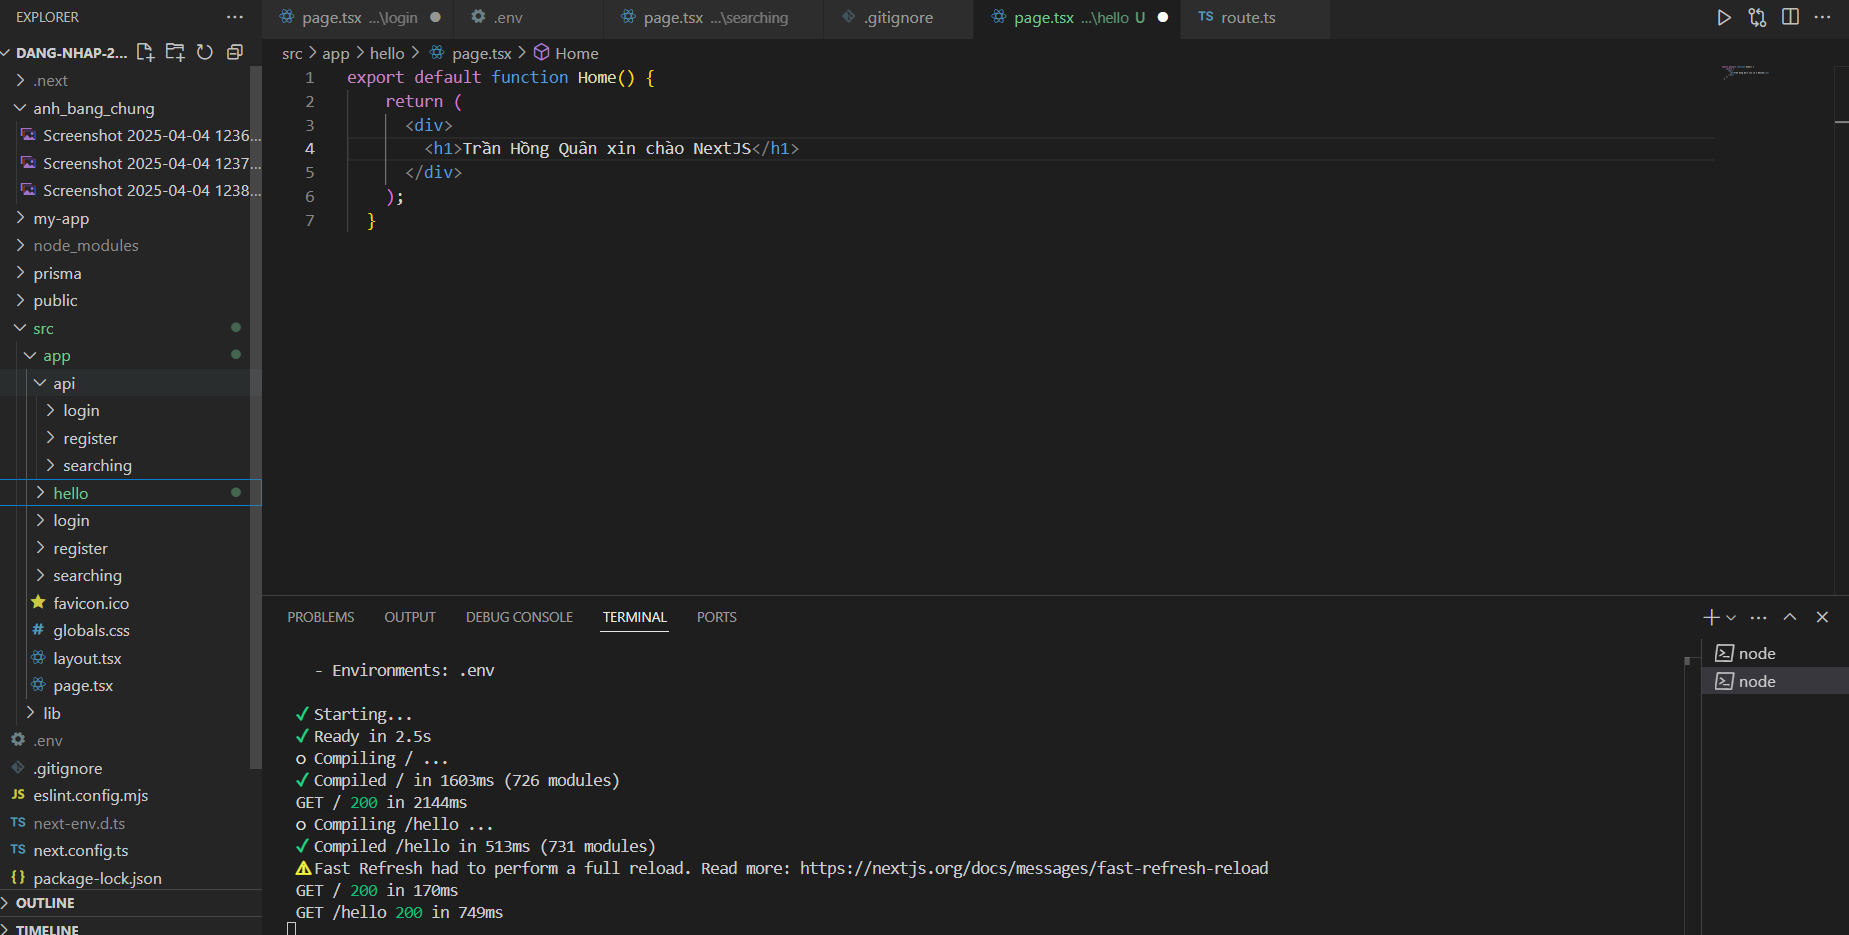 EXPLORER
page.tsx ...\login
.env
page.tsx ...\searching
.gitignore
page.tsx ...\hello U
TS route.ts
DANG-NHAP-2...
src > app > hello > page.tsx > Home
.next
anh_bang_chung
Screenshot 2025-04-04 1236...
Screenshot 2025-04-04 1237...
Screenshot 2025-04-04 1238...
my-app
node_modules
prisma
public
src
app
api
login
register
searching
hello
login
register
searching
favicon.ico
# globals.css
layout.tsx
page.tsx
lib
.env
.gitignore
JS eslint.config.mjs
TS next-env.d.ts
TS next.config.ts
{} package-lock.json
OUTLINE
TIMELINE
1 export default function Home() {
2 return (
3 <div>
4 <h1>Trần Hồng Quân xin chào NextJS</h1>
5 </div>
6 );
7 }
PROBLEMS OUTPUT DEBUG CONSOLE TERMINAL PORTS
- Environments: .env
✓ Starting...
✓ Ready in 2.5s
○ Compiling / ...
✓ Compiled / in 1603ms (726 modules)
GET / 200 in 2144ms
○ Compiling /hello ...
✓ Compiled /hello in 513ms (731 modules)
⚠ Fast Refresh had to perform a full reload. Read more: https://nextjs.org/docs/messages/fast-refresh-reload
GET / 200 in 170ms
GET /hello 200 in 749ms
node
node